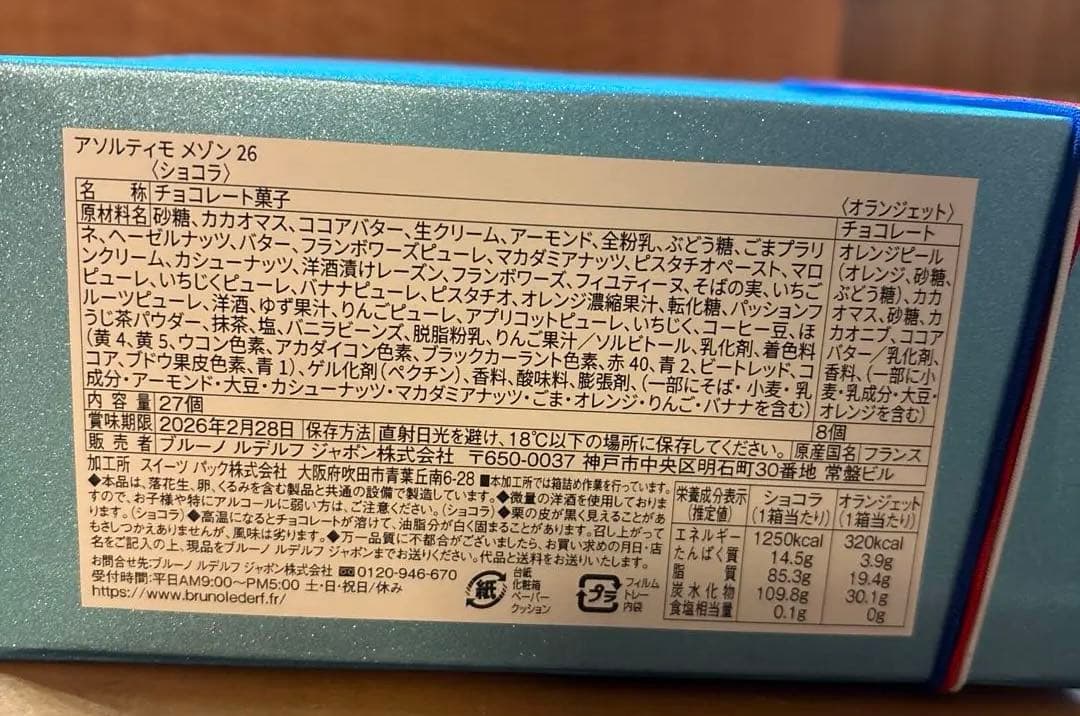 アソルティモ メゾン 26
〈ショコラ〉
〈オランジェット〉
名 称 チョコレート菓子
チョコレート
原材料名 砂糖、カカオマス、ココアバター、生クリーム、アーモンド、全粉乳、ぶどう糖、ごまプラリ
ネ、ヘーゼルナッツ、バター、フランボワーズピューレ、マカダミアナッツ、ピスタチオペースト、マロ
ンクリーム、カシューナッツ、洋酒漬けレーズン、フランボワーズ、フィユティーヌ、そばの実、いちご
ピューレ、いちじくピューレ、バナナピューレ、ピスタチオ、オレンジ濃縮果汁、転化糖、パッションフ
ルーツピューレ、洋酒、ゆず果汁、りんごピューレ、アプリコットピューレ、いちじく、コーヒー豆、ほ
うじ茶パウダー、抹茶、塩、バニラビーンズ、脱脂粉乳、りんご果汁／ソルビトール、乳化剤、着色料
(黄4、黄5、ウコン色素、アカダイコン色素、ブラックカーラント色素、赤40、青2、ビートレッド、コ
コア、ブドウ果皮色素、青1)、ゲル化剤(ペクチン)、香料、酸味料、膨張剤、(一部にそば・小麦・乳
成分・アーモンド・大豆・カシューナッツ・マカダミアナッツ・ごま・オレンジ・りんご・バナナを含む)
オレンジピール
(オレンジ、砂糖、
ぶどう糖)、カカ
オマス、砂糖、カ
カオニブ、ココア
バター／乳化剤、
香料、(一部に小
麦・乳成分・大豆・
オレンジを含む)
内 容 量 27個
8個
賞味期限 2026年2月28日 保存方法 直射日光を避け、18℃以下の場所に保存してください。 原産国名 フランス
販 売 者 ブルーノ ルデルフ ジャポン株式会社 〒650-0037 神戸市中央区明石町30番地 常盤ビル
加工所 スイーツ パック株式会社 大阪府吹田市青葉丘南6-28 ■本加工所では箱詰め作業を行っています。
◆本品は、落花生、卵、くるみを含む製品と共通の設備で製造しています。◆微量の洋酒を使用しておりま
すので、お子様や特にアルコールに弱い方は、ご注意ください。(ショコラ)◆栗の皮が黒く見えることがあ
ります。(ショコラ)◆高温になるとチョコレートが溶けて、油脂分が白く固まることがあります。召し上がって
もさしつかえありませんが、風味は劣ります。◆万一品質に不都合がございましたら、お買い求めの月日・店
名をご記入の上、現品をブルーノ ルデルフ ジャポンまでお送りください。代品と送料をお送りいたします。
お問合せ先:ブルーノ ルデルフ ジャポン株式会社 0120-946-670
受付時間:平日AM9:00〜PM5:00 土・日・祝日/休み
https://www.brunolederf.fr/
紙
台紙
化粧箱
ペーパー
クッション
プラ
フィルム
トレー
内袋
栄養成分表示
(推定値)
ショコラ
(1箱当たり)
オランジェット
(1箱当たり)
エネルギー 1250kcal 320kcal
たんぱく質 14.5g 3.9g
脂 質 85.3g 19.4g
炭水化物 109.8g 30.1g
食塩相当量 0.1g 0g